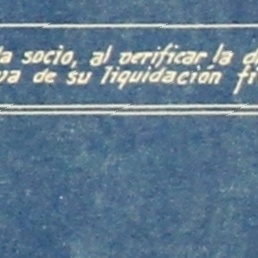 la socio, al verificar la d
va de su liquidación fi